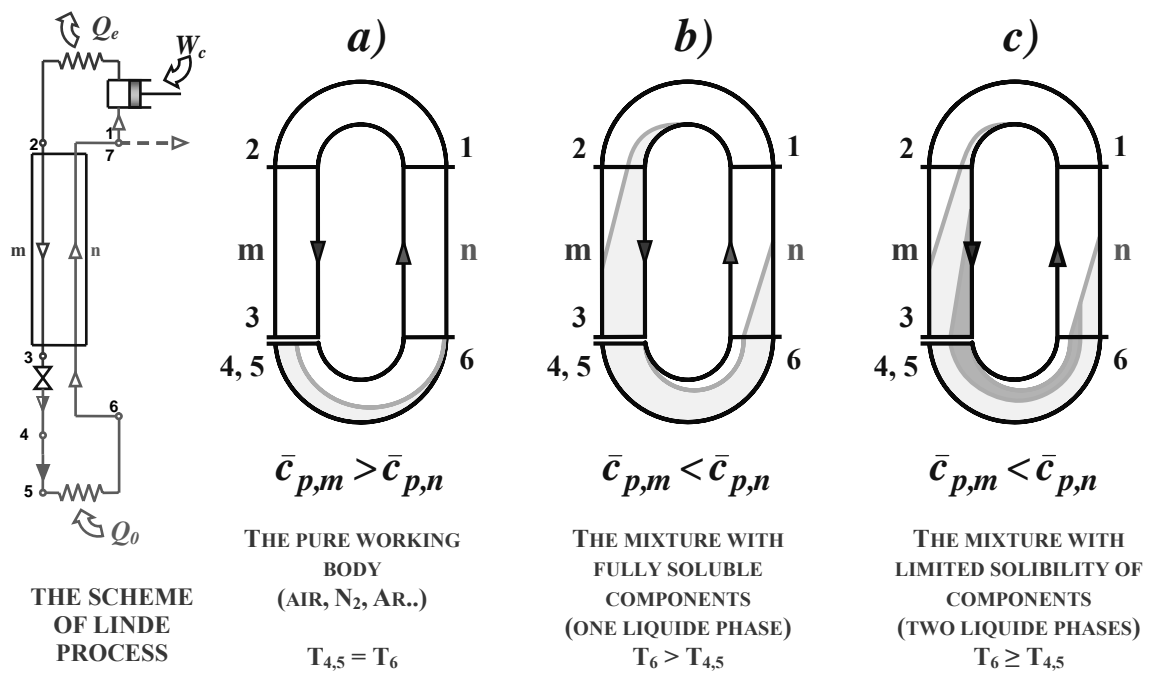 Qe
Wc
1
2
7
m
n
3
4
6
5
Q0
THE SCHEME
OF LINDE
PROCESS
a)
2
1
m
n
3
4, 5
6
c̄p,m > c̄p,n
THE PURE WORKING
BODY
(AIR, N2, AR..)
T4,5 = T6
b)
2
1
m
n
3
4, 5
6
c̄p,m < c̄p,n
THE MIXTURE WITH
FULLY SOLUBLE
COMPONENTS
(ONE LIQUIDE PHASE)
T6 > T4,5
c)
2
1
m
n
3
4, 5
6
c̄p,m < c̄p,n
THE MIXTURE WITH
LIMITED SOLIBILITY OF
COMPONENTS
(TWO LIQUIDE PHASES)
T6 ≥ T4,5